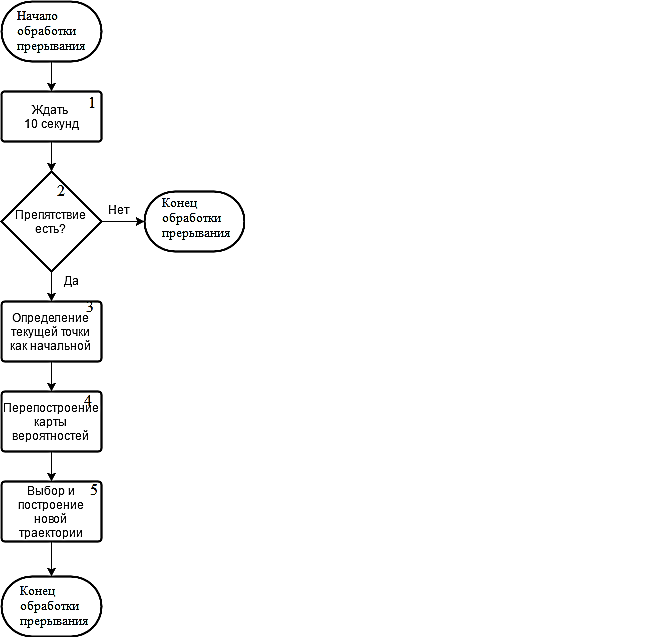 Начало
обработки
прерывания
1
Ждать
10 секунд
2
Препятствие
есть?
Нет
Конец
обработки
прерывания
Да
3
Определение
текущей точки
как начальной
4
Перепостроение
карты
вероятностей
5
Выбор и
построение
новой
траектории
Конец
обработки
прерывания